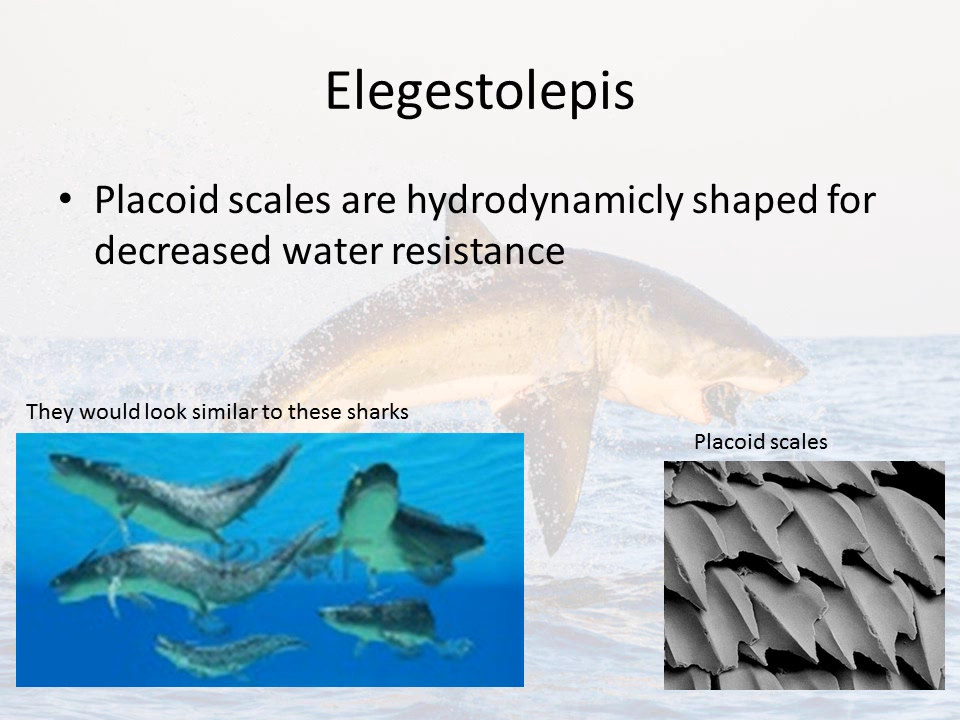 Elegestolepis
• Placoid scales are hydrodynamicly shaped for
decreased water resistance
They would look similar to these sharks
Placoid scales